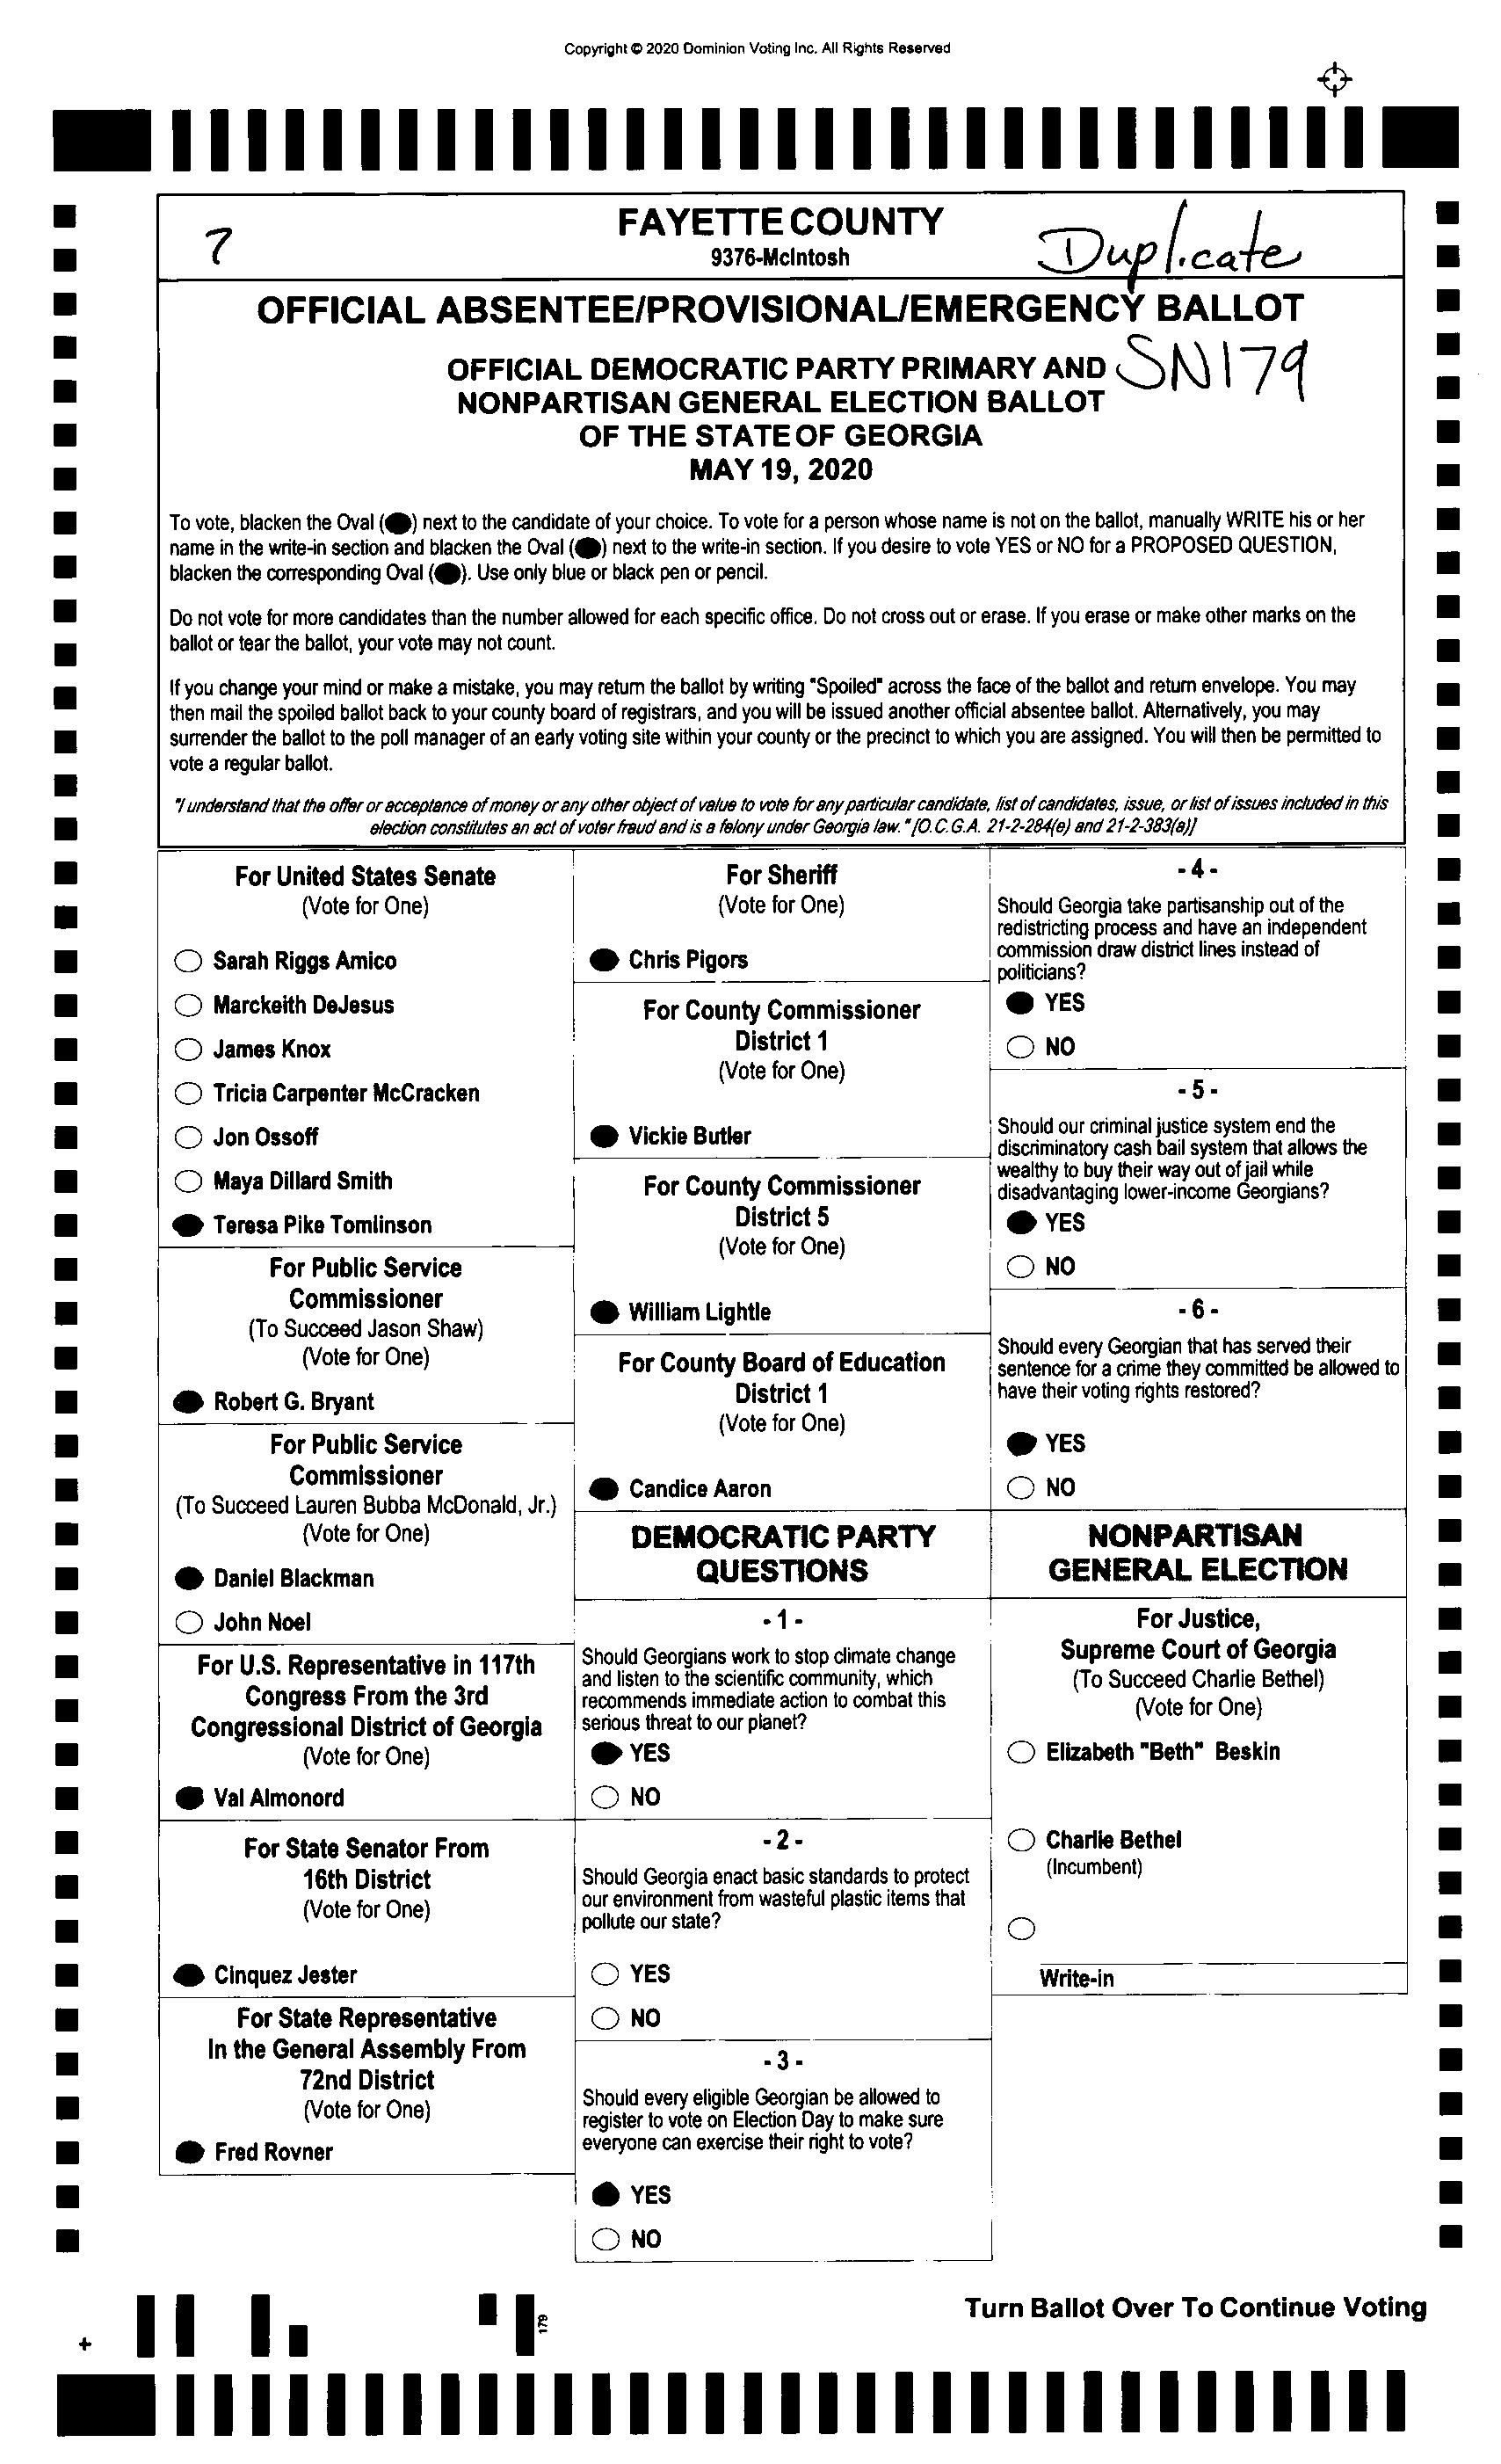 Copyright © 2020 Dominion Voting Inc. All Rights Reserved
7
FAYETTE COUNTY
9376-McIntosh
Duplicate
OFFICIAL ABSENTEE/PROVISIONAL/EMERGENCY BALLOT
OFFICIAL DEMOCRATIC PARTY PRIMARY AND
SN179
NONPARTISAN GENERAL ELECTION BALLOT
OF THE STATE OF GEORGIA
MAY 19, 2020
To vote, blacken the Oval () next to the candidate of your choice. To vote for a person whose name is not on the ballot, manually WRITE his or her
name in the write-in section and blacken the Oval () next to the write-in section. If you desire to vote YES or NO for a PROPOSED QUESTION,
blacken the corresponding Oval (). Use only blue or black pen or pencil.
Do not vote for more candidates than the number allowed for each specific office. Do not cross out or erase. If you erase or make other marks on the
ballot or tear the ballot, your vote may not count.
If you change your mind or make a mistake, you may return the ballot by writing "Spoiled" across the face of the ballot and return envelope. You may
then mail the spoiled ballot back to your county board of registrars, and you will be issued another official absentee ballot. Alternatively, you may
surrender the ballot to the poll manager of an early voting site within your county or the precinct to which you are assigned. You will then be permitted to
vote a regular ballot.
"I understand that the offer or acceptance of money or any other object of value to vote for any particular candidate, list of candidates, issue, or list of issues included in this
election constitutes an act of voter fraud and is a felony under Georgia law." [O.C.G.A. 21-2-284(e) and 21-2-383(a)]
For United States Senate
(Vote for One)
Sarah Riggs Amico
Marckeith DeJesus
James Knox
Tricia Carpenter McCracken
Jon Ossoff
Maya Dillard Smith
Teresa Pike Tomlinson
For Public Service
Commissioner
(To Succeed Jason Shaw)
(Vote for One)
Robert G. Bryant
For Public Service
Commissioner
(To Succeed Lauren Bubba McDonald, Jr.)
(Vote for One)
Daniel Blackman
John Noel
For U.S. Representative in 117th
Congress From the 3rd
Congressional District of Georgia
(Vote for One)
Val Almonord
For State Senator From
16th District
(Vote for One)
Cinquez Jester
For State Representative
In the General Assembly From
72nd District
(Vote for One)
Fred Rovner
For Sheriff
(Vote for One)
Chris Pigors
For County Commissioner
District 1
(Vote for One)
Vickie Butler
For County Commissioner
District 5
(Vote for One)
William Lightle
For County Board of Education
District 1
(Vote for One)
Candice Aaron
DEMOCRATIC PARTY
QUESTIONS
- 1 -
Should Georgians work to stop climate change
and listen to the scientific community, which
recommends immediate action to combat this
serious threat to our planet?
YES
NO
- 2 -
Should Georgia enact basic standards to protect
our environment from wasteful plastic items that
pollute our state?
YES
NO
- 3 -
Should every eligible Georgian be allowed to
register to vote on Election Day to make sure
everyone can exercise their right to vote?
YES
NO
- 4 -
Should Georgia take partisanship out of the
redistricting process and have an independent
commission draw district lines instead of
politicians?
YES
NO
- 5 -
Should our criminal justice system end the
discriminatory cash bail system that allows the
wealthy to buy their way out of jail while
disadvantaging lower-income Georgians?
YES
NO
- 6 -
Should every Georgian that has served their
sentence for a crime they committed be allowed to
have their voting rights restored?
YES
NO
NONPARTISAN
GENERAL ELECTION
For Justice,
Supreme Court of Georgia
(To Succeed Charlie Bethel)
(Vote for One)
Elizabeth "Beth" Beskin
Charlie Bethel
(Incumbent)
Write-in
Turn Ballot Over To Continue Voting
179